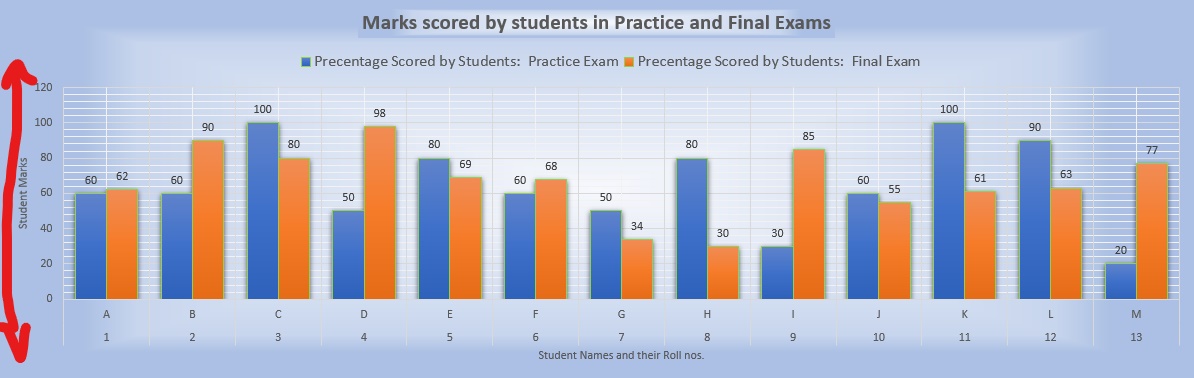 Marks scored by students in Practice and Final Exams
Precentage Scored by Students: Practice Exam Precentage Scored by Students: Final Exam
120
100
80
60
40
20
0
Student Marks
60 62 60 90 100 80 50 98 80 69 60 68 50 34 80 30 30 85 60 55 100 61 90 63 20 77
A B C D E F G H I J K L M
1 2 3 4 5 6 7 8 9 10 11 12 13
Student Names and their Roll nos.